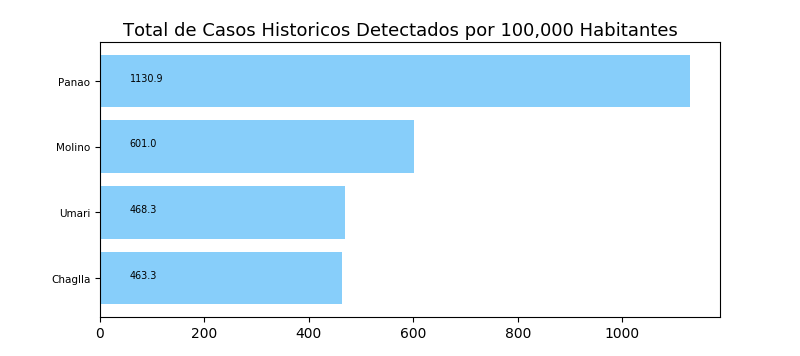 Total de Casos Historicos Detectados por 100,000 Habitantes
Panao
1130.9
Molino
601.0
Umari
468.3
Chaglla
463.3
0 200 400 600 800 1000